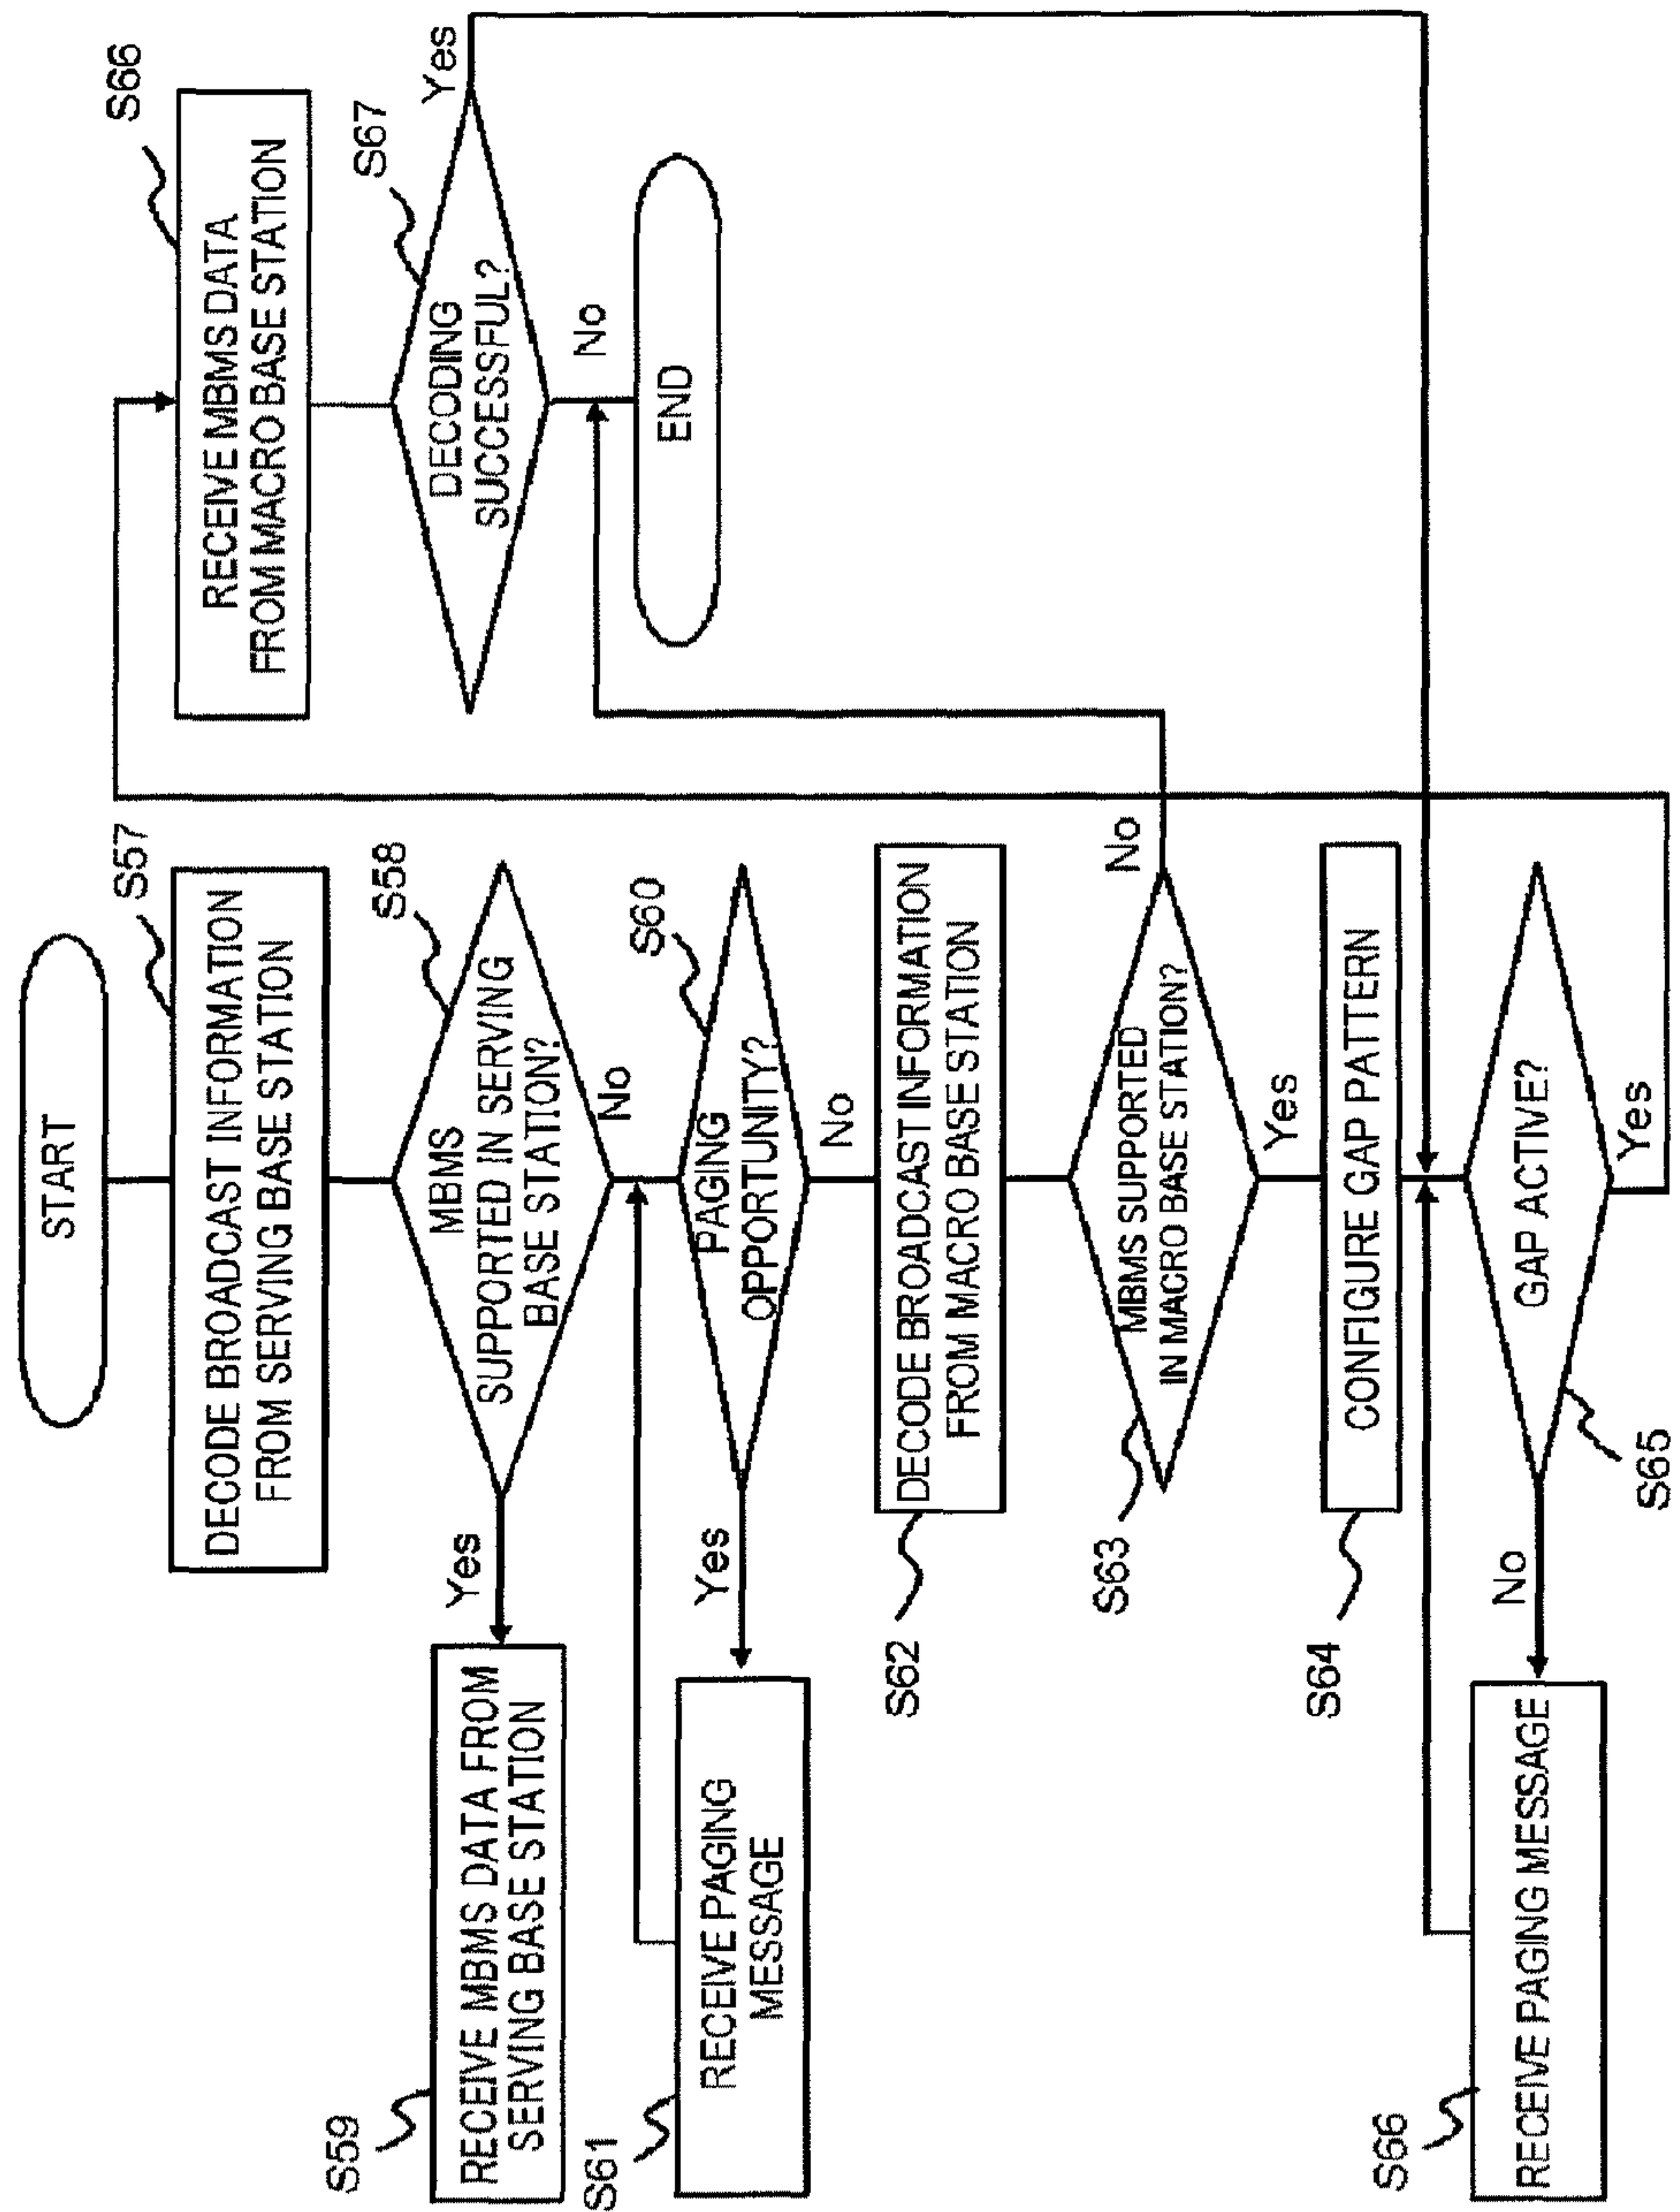 START
S57
DECODE BROADCAST INFORMATION
FROM SERVING BASE STATION
S58
MBMS
SUPPORTED IN SERVING
BASE STATION?
Yes
No
S59
RECEIVE MBMS DATA FROM
SERVING BASE STATION
S60
PAGING
OPPORTUNITY?
Yes
No
S61
RECEIVE PAGING
MESSAGE
S62
DECODE BROADCAST INFORMATION
FROM MACRO BASE STATION
S63
MBMS SUPPORTED
IN MACRO BASE STATION?
No
Yes
S64
CONFIGURE GAP PATTERN
S65
GAP ACTIVE?
No
Yes
S66
RECEIVE PAGING MESSAGE
S66
RECEIVE MBMS DATA
FROM MACRO BASE STATION
S67
DECODING
SUCCESSFUL?
Yes
No
END